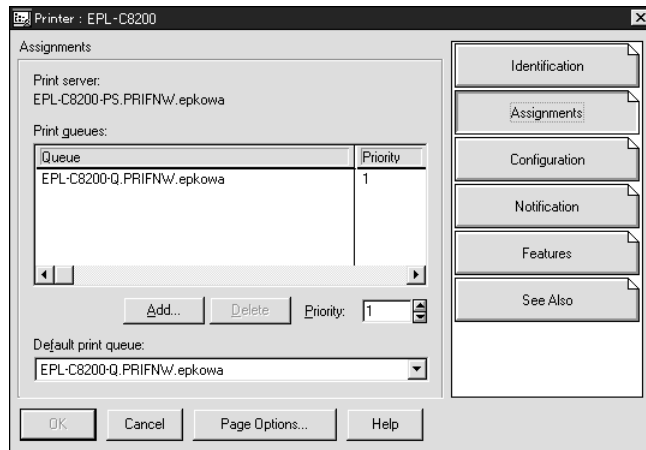 Printer : EPL-C8200
Assignments
Print server:
EPL-C8200-PS.PRIFNW.epkowa
Print queues:
Queue Priority
EPL-C8200-Q.PRIFNW.epkowa 1
Add... Delete Priority: 1
Default print queue:
EPL-C8200-Q.PRIFNW.epkowa
OK Cancel Page Options... Help
Identification
Assignments
Configuration
Notification
Features
See Also